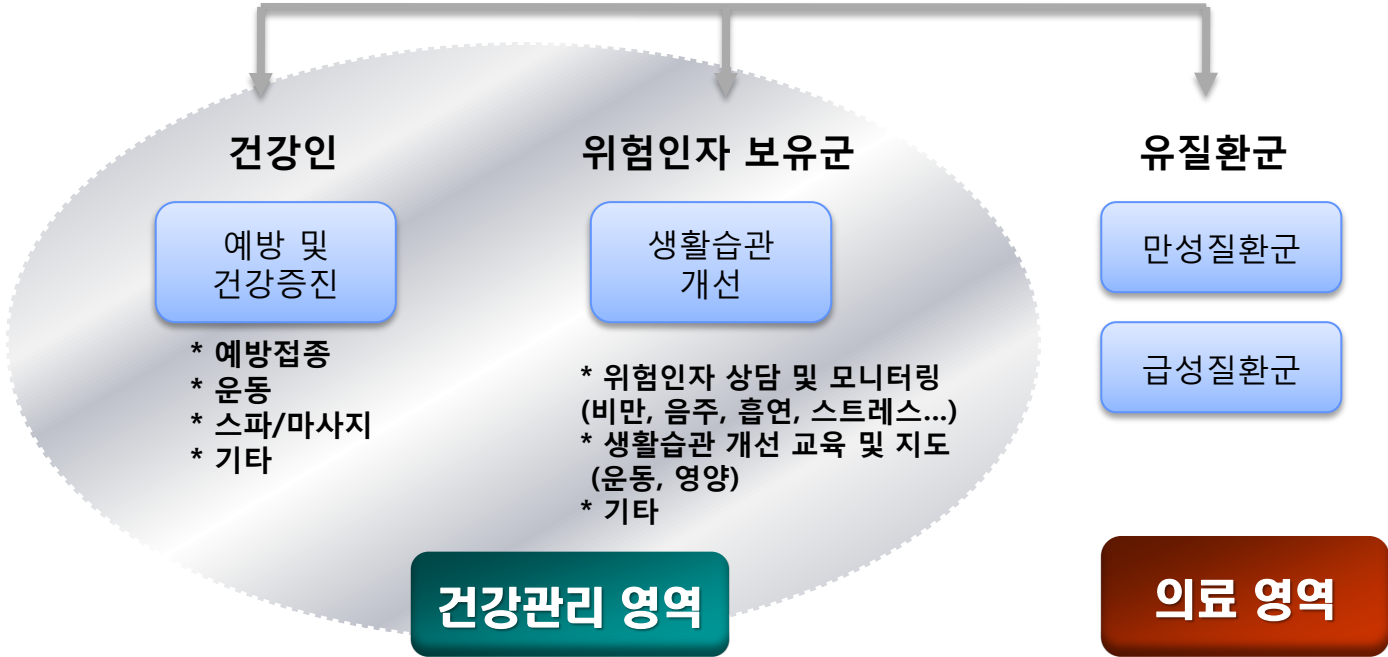 건강인
예방 및
건강증진
* 예방접종
* 운동
* 스파/마사지
* 기타
위험인자 보유군
생활습관
개선
* 위험인자 상담 및 모니터링
(비만, 음주, 흡연, 스트레스...)
* 생활습관 개선 교육 및 지도
(운동, 영양)
* 기타
건강관리 영역
유질환군
만성질환군
급성질환군
의료 영역